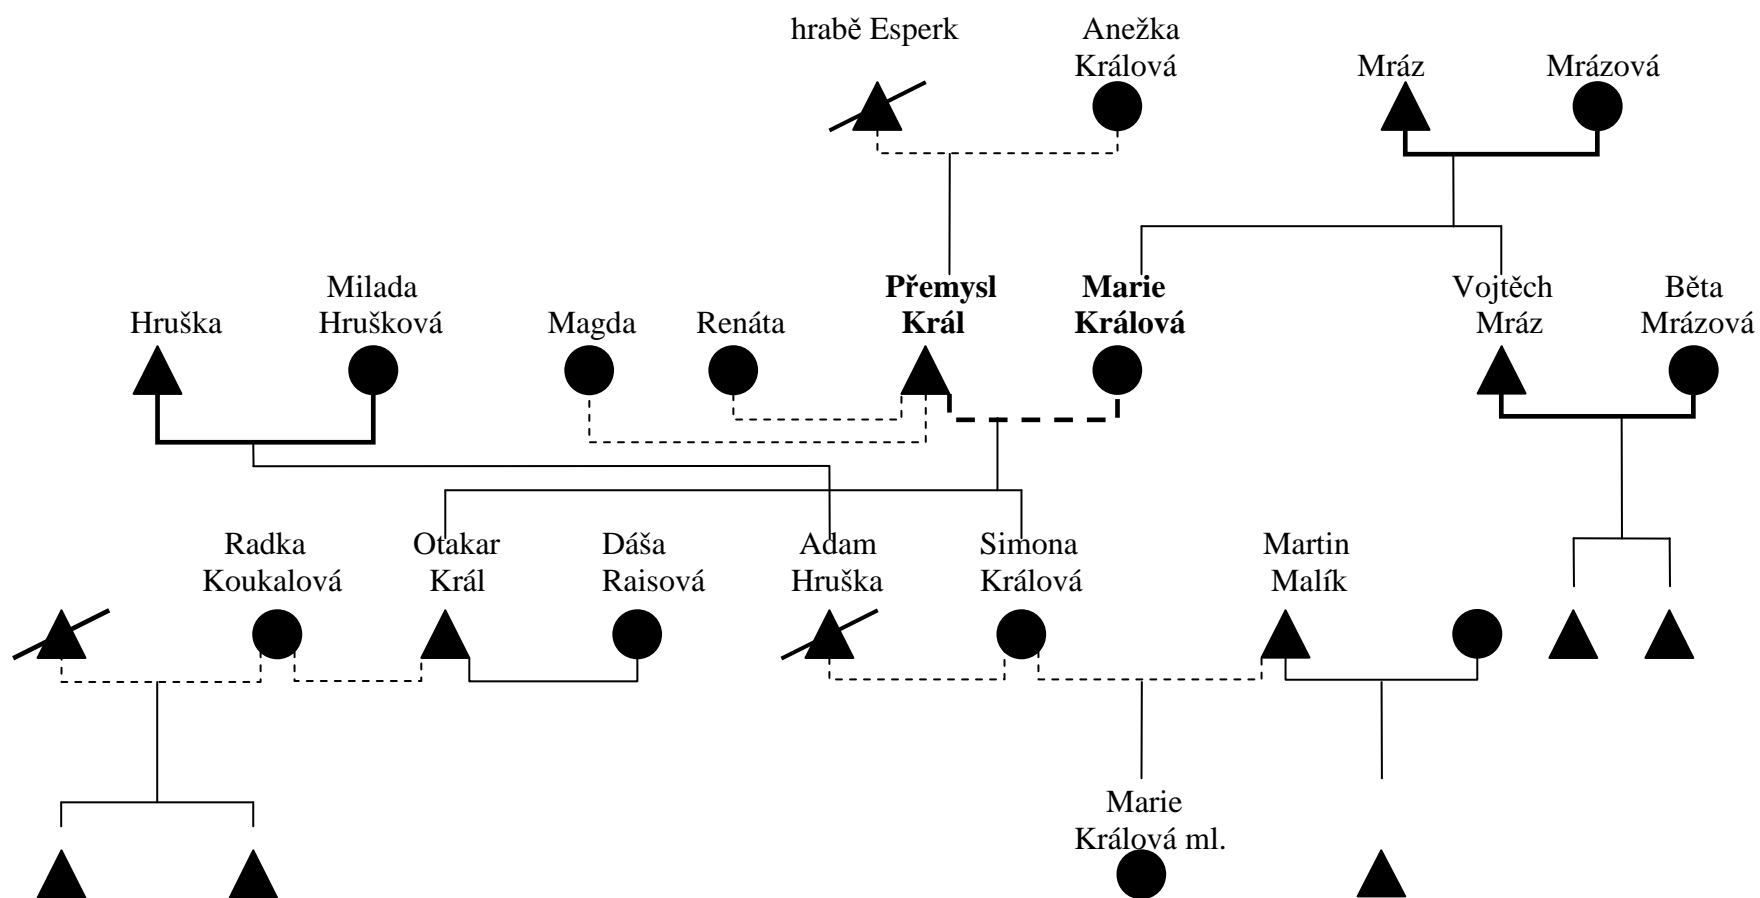 hrabě Esperk
Anežka
Králová
Mráz
Mrázová
Hruška
Milada
Hrušková
Magda
Renáta
Přemysl
Král
Marie
Králová
Vojtěch
Mráz
Běta
Mrázová
Radka
Koukalová
Otakar
Král
Dáša
Raisová
Adam
Hruška
Simona
Králová
Martin
Malík
Marie
Králová ml.